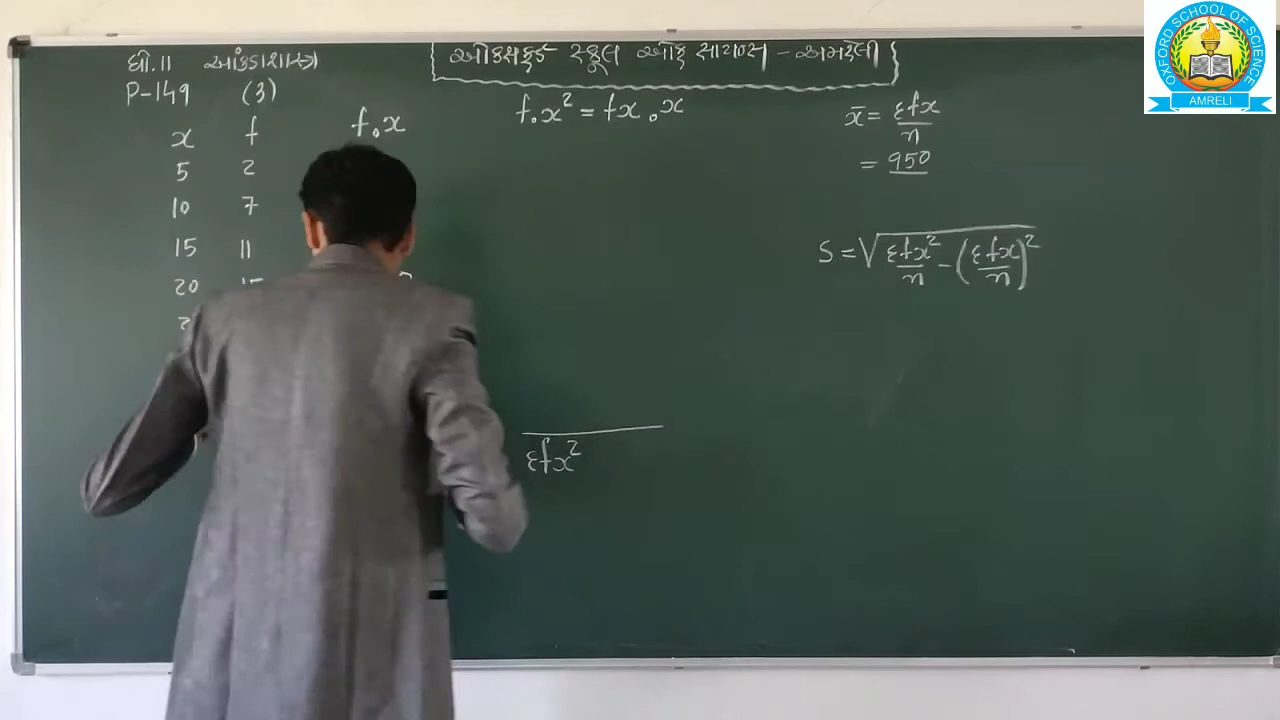 ધો.11 આંકડાશાસ્ત્ર
P-149 (3)
ઓક્સફર્ડ સ્કૂલ ઓફ સાયન્સ - અમરેલી
x f f.x
5 2
10 7
15 11
20
f.x² = fx.x
Σfx²
x̄ = Σfx/n
= 950
S = √(Σfx²/n - (Σfx/n)²)
OXFORD SCHOOL OF SCIENCE
AMRELI